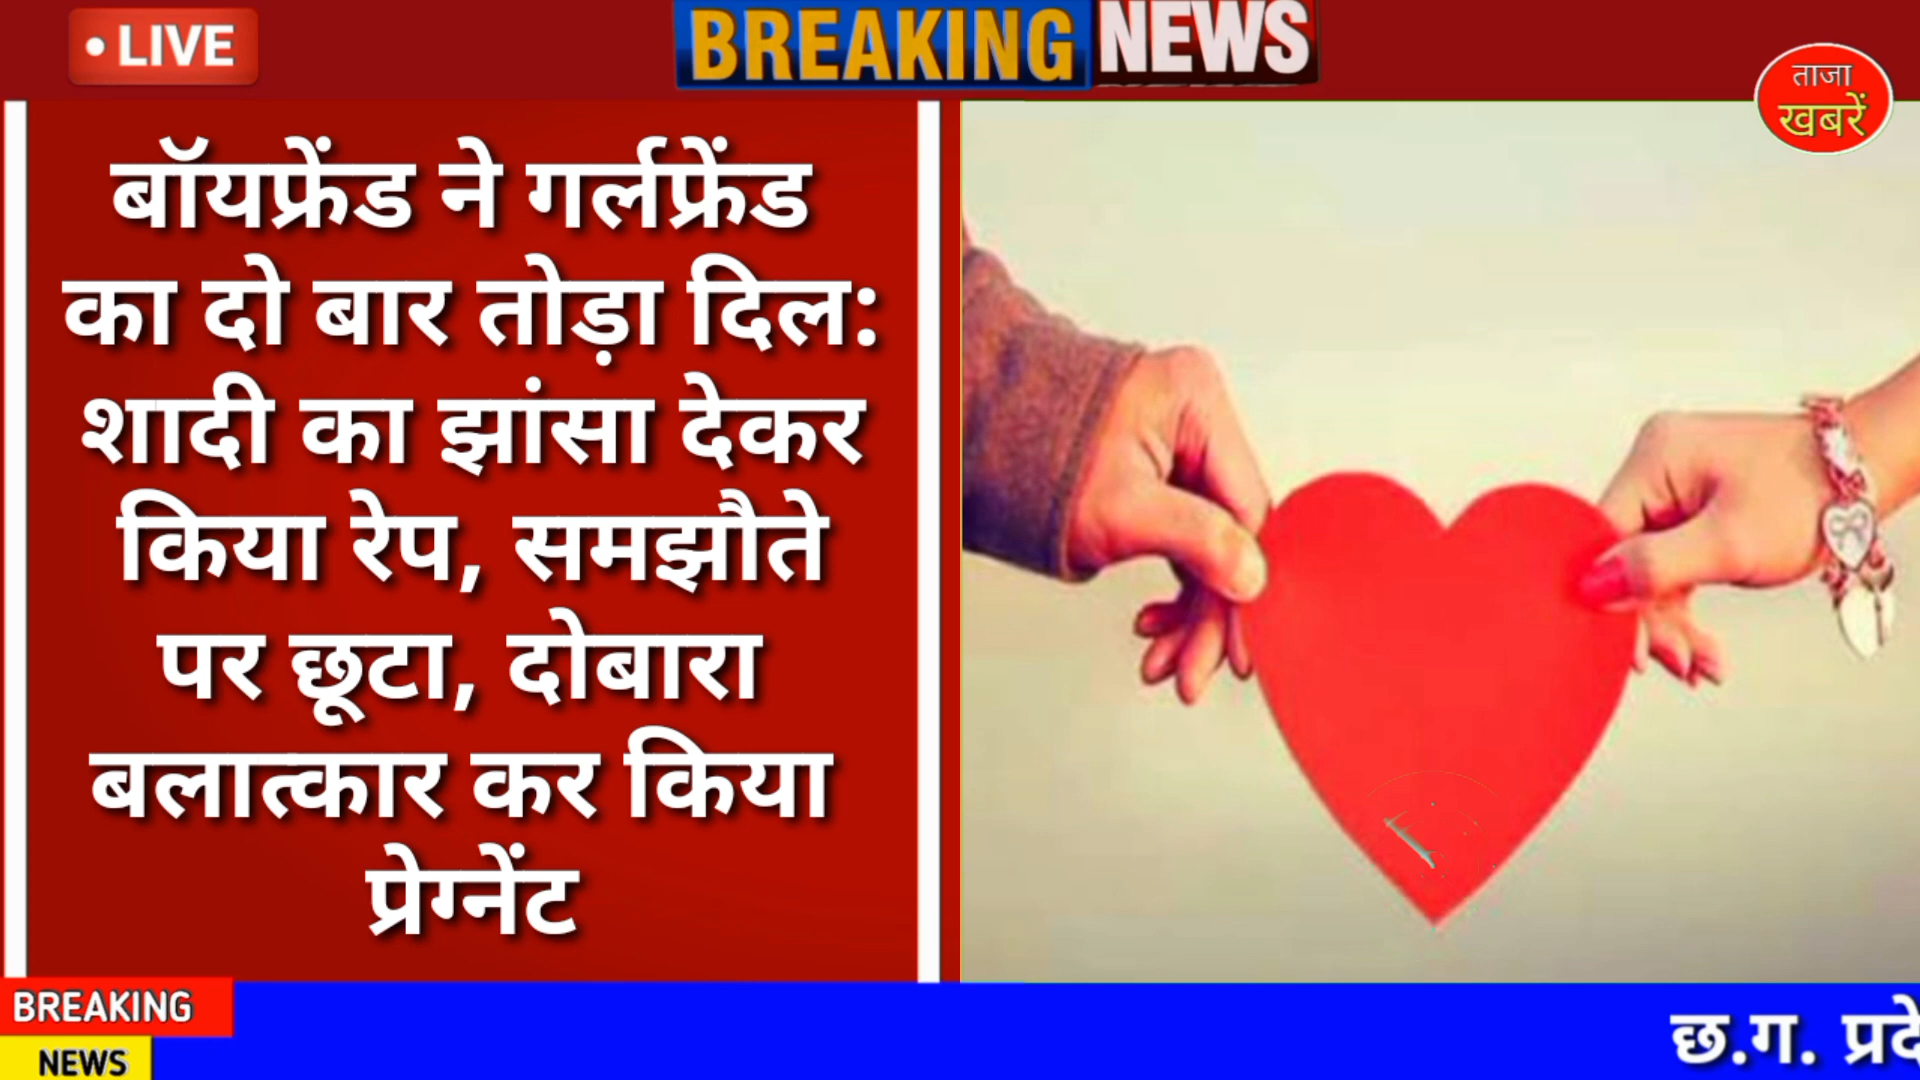 • LIVE
BREAKING NEWS
ताजा
खबरें
बॉयफ्रेंड ने गर्लफ्रेंड
का दो बार तोड़ा दिल:
शादी का झांसा देकर
किया रेप, समझौते
पर छूटा, दोबारा
बलात्कार कर किया
प्रेग्नेंट
BREAKING
NEWS
छ.ग.